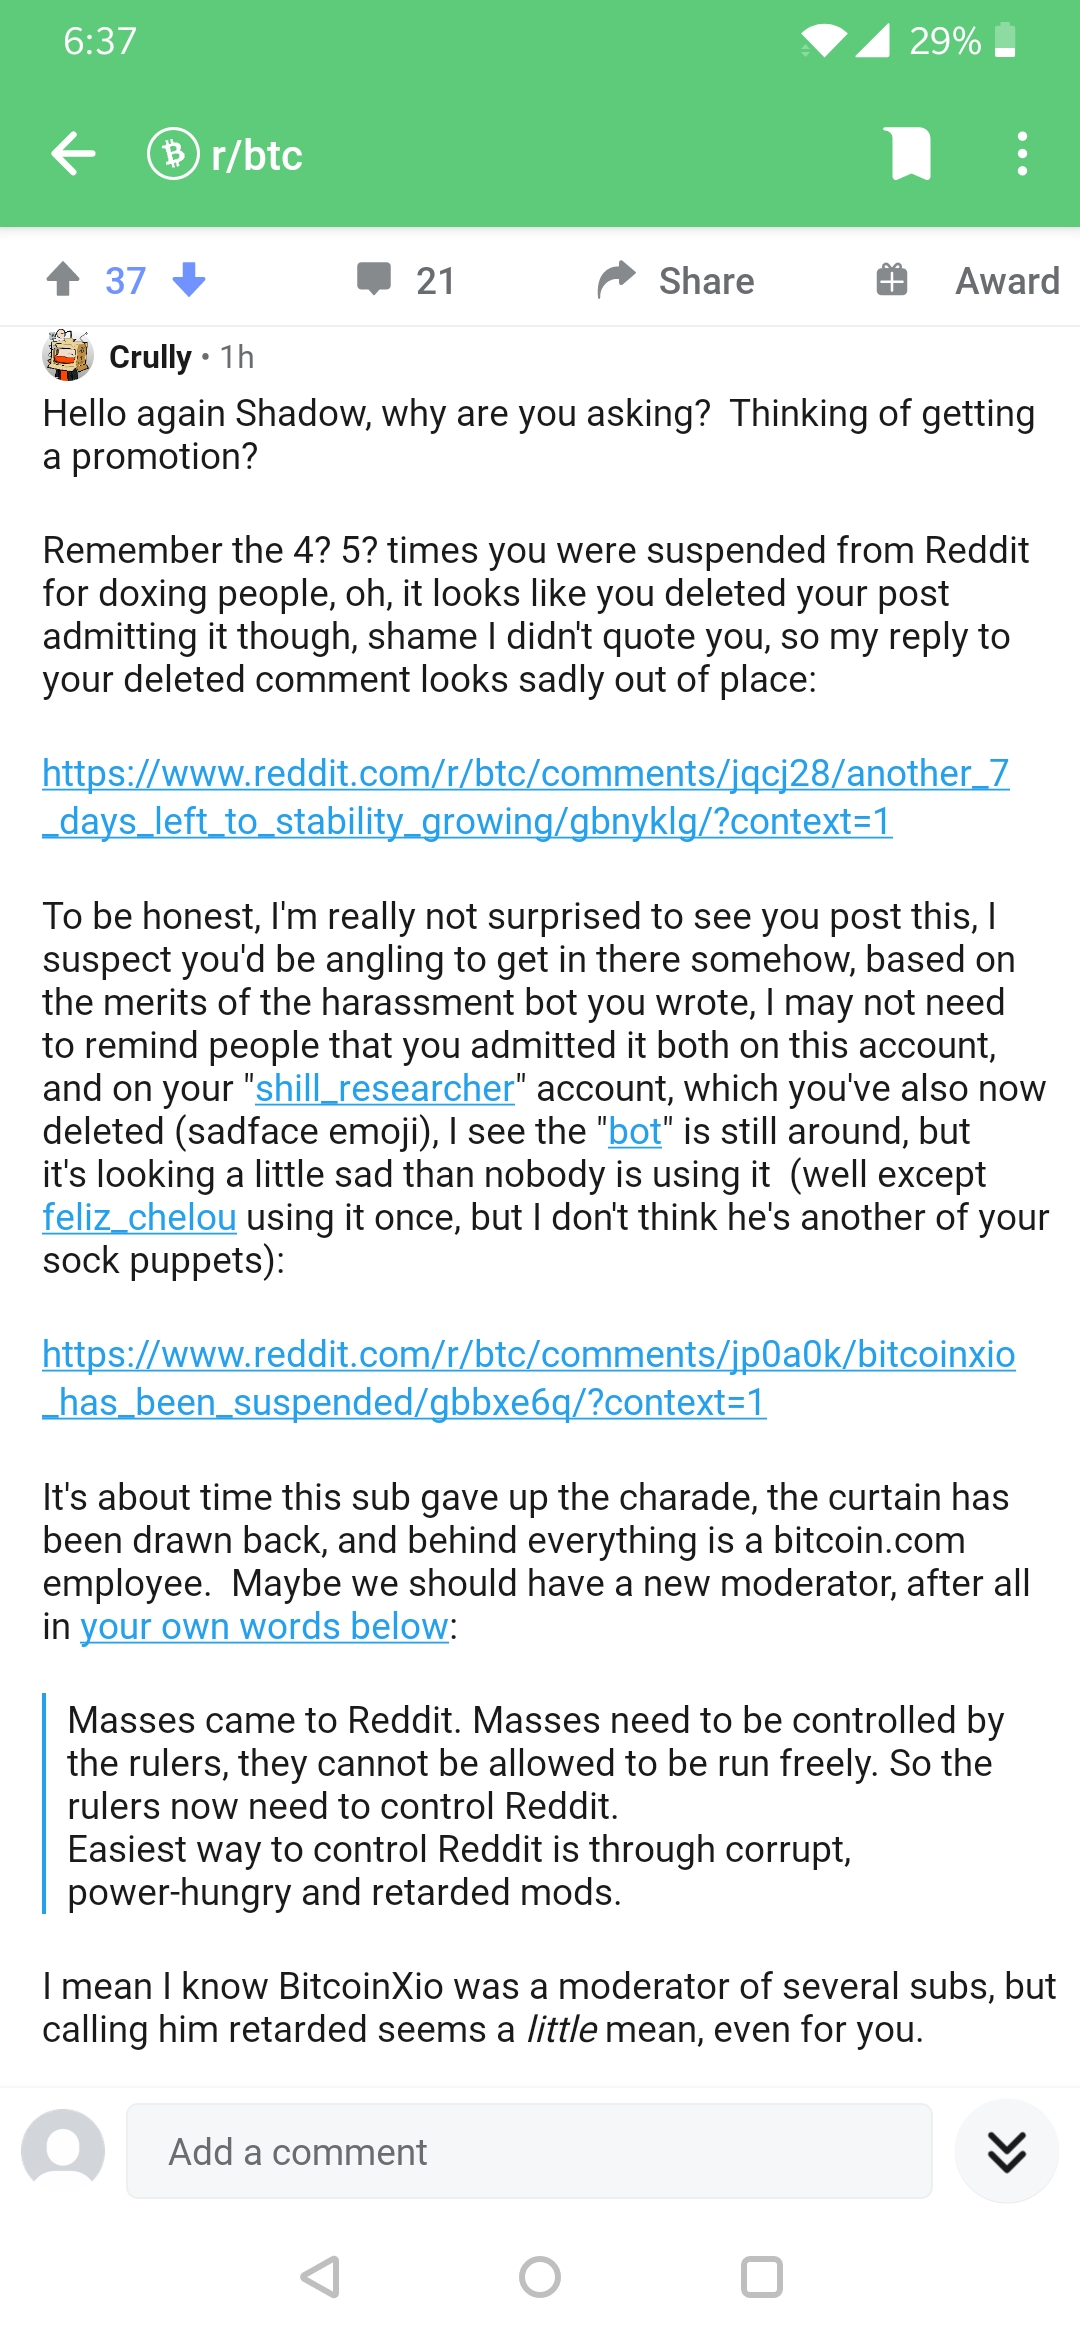 6:37
29%
r/btc
37
21
Share
Award
Crully • 1h
Hello again Shadow, why are you asking?  Thinking of getting
a promotion?
Remember the 4? 5? times you were suspended from Reddit
for doxing people, oh, it looks like you deleted your post
admitting it though, shame I didn't quote you, so my reply to
your deleted comment looks sadly out of place:
https://www.reddit.com/r/btc/comments/jqcj28/another_7
_days_left_to_stability_growing/gbnyklg/?context=1
To be honest, I'm really not surprised to see you post this, I
suspect you'd be angling to get in there somehow, based on
the merits of the harassment bot you wrote, I may not need
to remind people that you admitted it both on this account,
and on your "shill_researcher" account, which you've also now
deleted (sadface emoji), I see the "bot" is still around, but
it's looking a little sad than nobody is using it  (well except
feliz_chelou using it once, but I don't think he's another of your
sock puppets):
https://www.reddit.com/r/btc/comments/jp0a0k/bitcoinxio
_has_been_suspended/gbbxe6q/?context=1
It's about time this sub gave up the charade, the curtain has
been drawn back, and behind everything is a bitcoin.com
employee.  Maybe we should have a new moderator, after all
in your own words below:
Masses came to Reddit. Masses need to be controlled by
the rulers, they cannot be allowed to be run freely. So the
rulers now need to control Reddit.
Easiest way to control Reddit is through corrupt,
power-hungry and retarded mods.
I mean I know BitcoinXio was a moderator of several subs, but
calling him retarded seems a little mean, even for you.
Add a comment